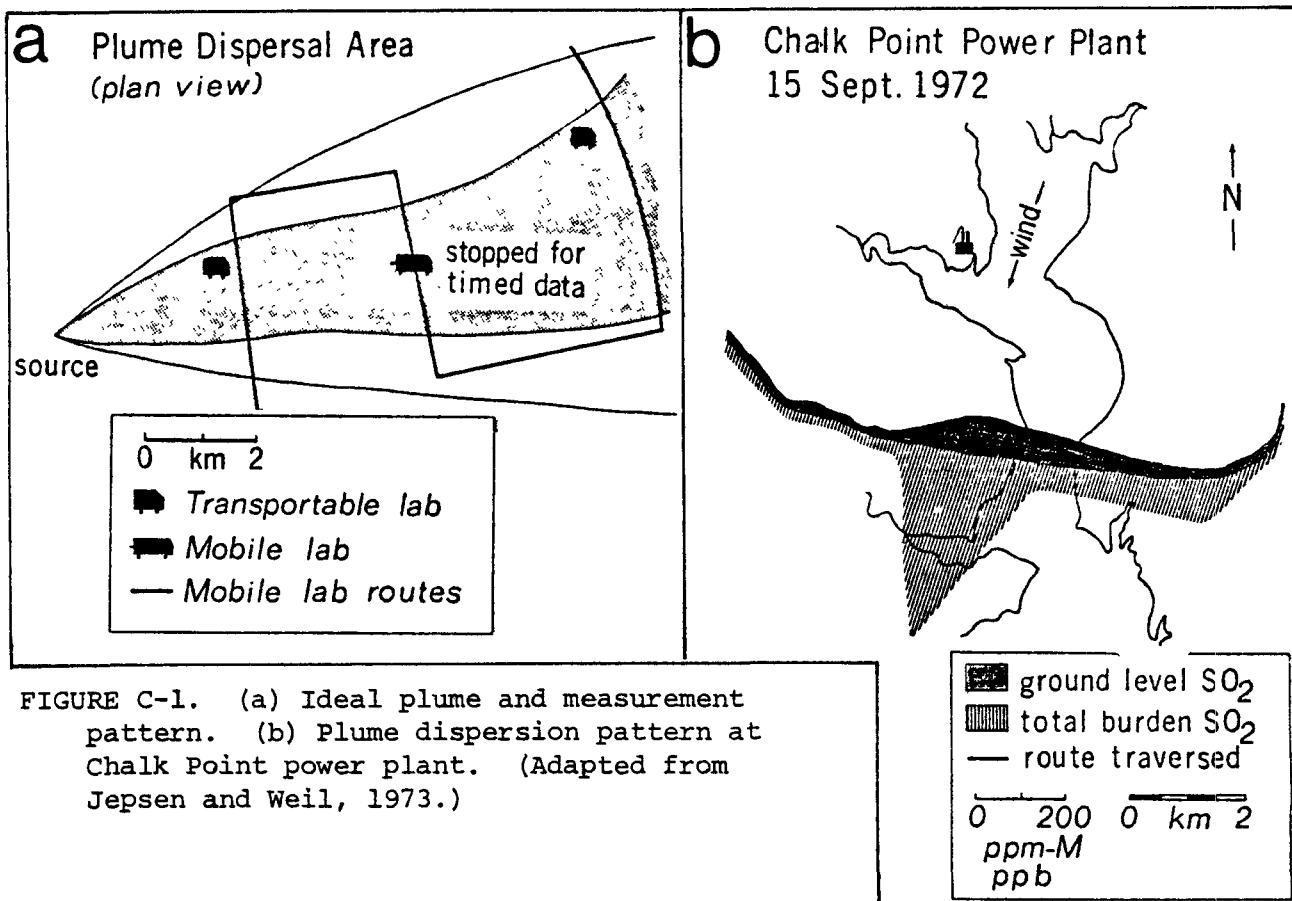 a Plume Dispersal Area
(plan view)
stopped for
timed data
source
0 km 2
Transportable lab
Mobile lab
Mobile lab routes
b Chalk Point Power Plant
15 Sept. 1972
N
wind
ground level SO2
total burden SO2
route traversed
0 200 0 km 2
ppm-M
ppb
FIGURE C-1. (a) Ideal plume and measurement
pattern. (b) Plume dispersion pattern at
Chalk Point power plant. (Adapted from
Jepsen and Weil, 1973.)